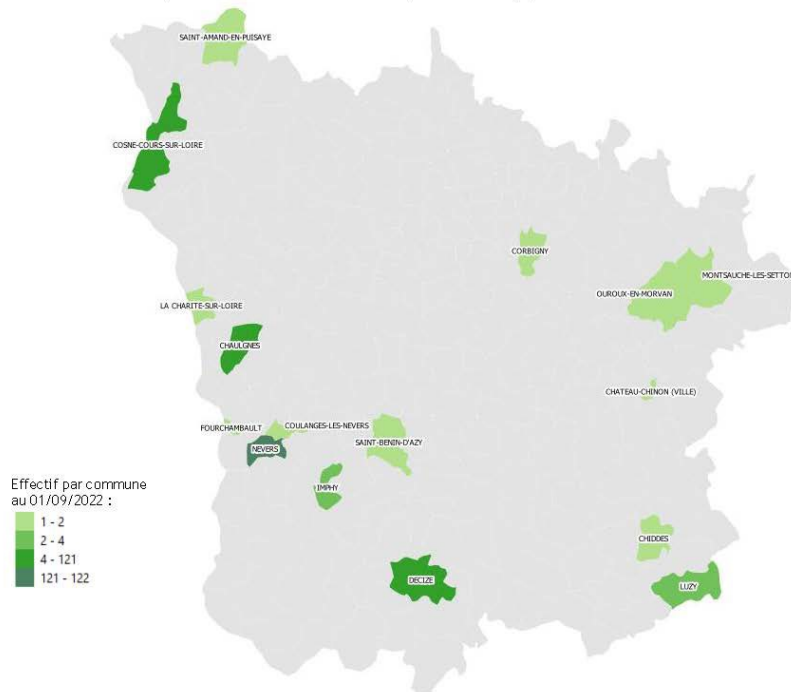 SAINT-AMAND-EN-PUISAYE
COSNE-COURS-SUR-LOIRE
CORBIGNY
MONTSAUCHE-LES-SETTON
OUROUX-EN-MORVAN
LA CHARITE-SUR-LOIRE
CHAULGNES
CHATEAU-CHINON (VILLE)
FOURCHAMBAULT
COULANGES-LES-NEVERS
NEVERS
SAINT-BENIN-D'AZY
IMPHY
CHIDDES
DECIZE
LUZY
Effectif par commune
au 01/09/2022 :
1 - 2
2 - 4
4 - 121
121 - 122